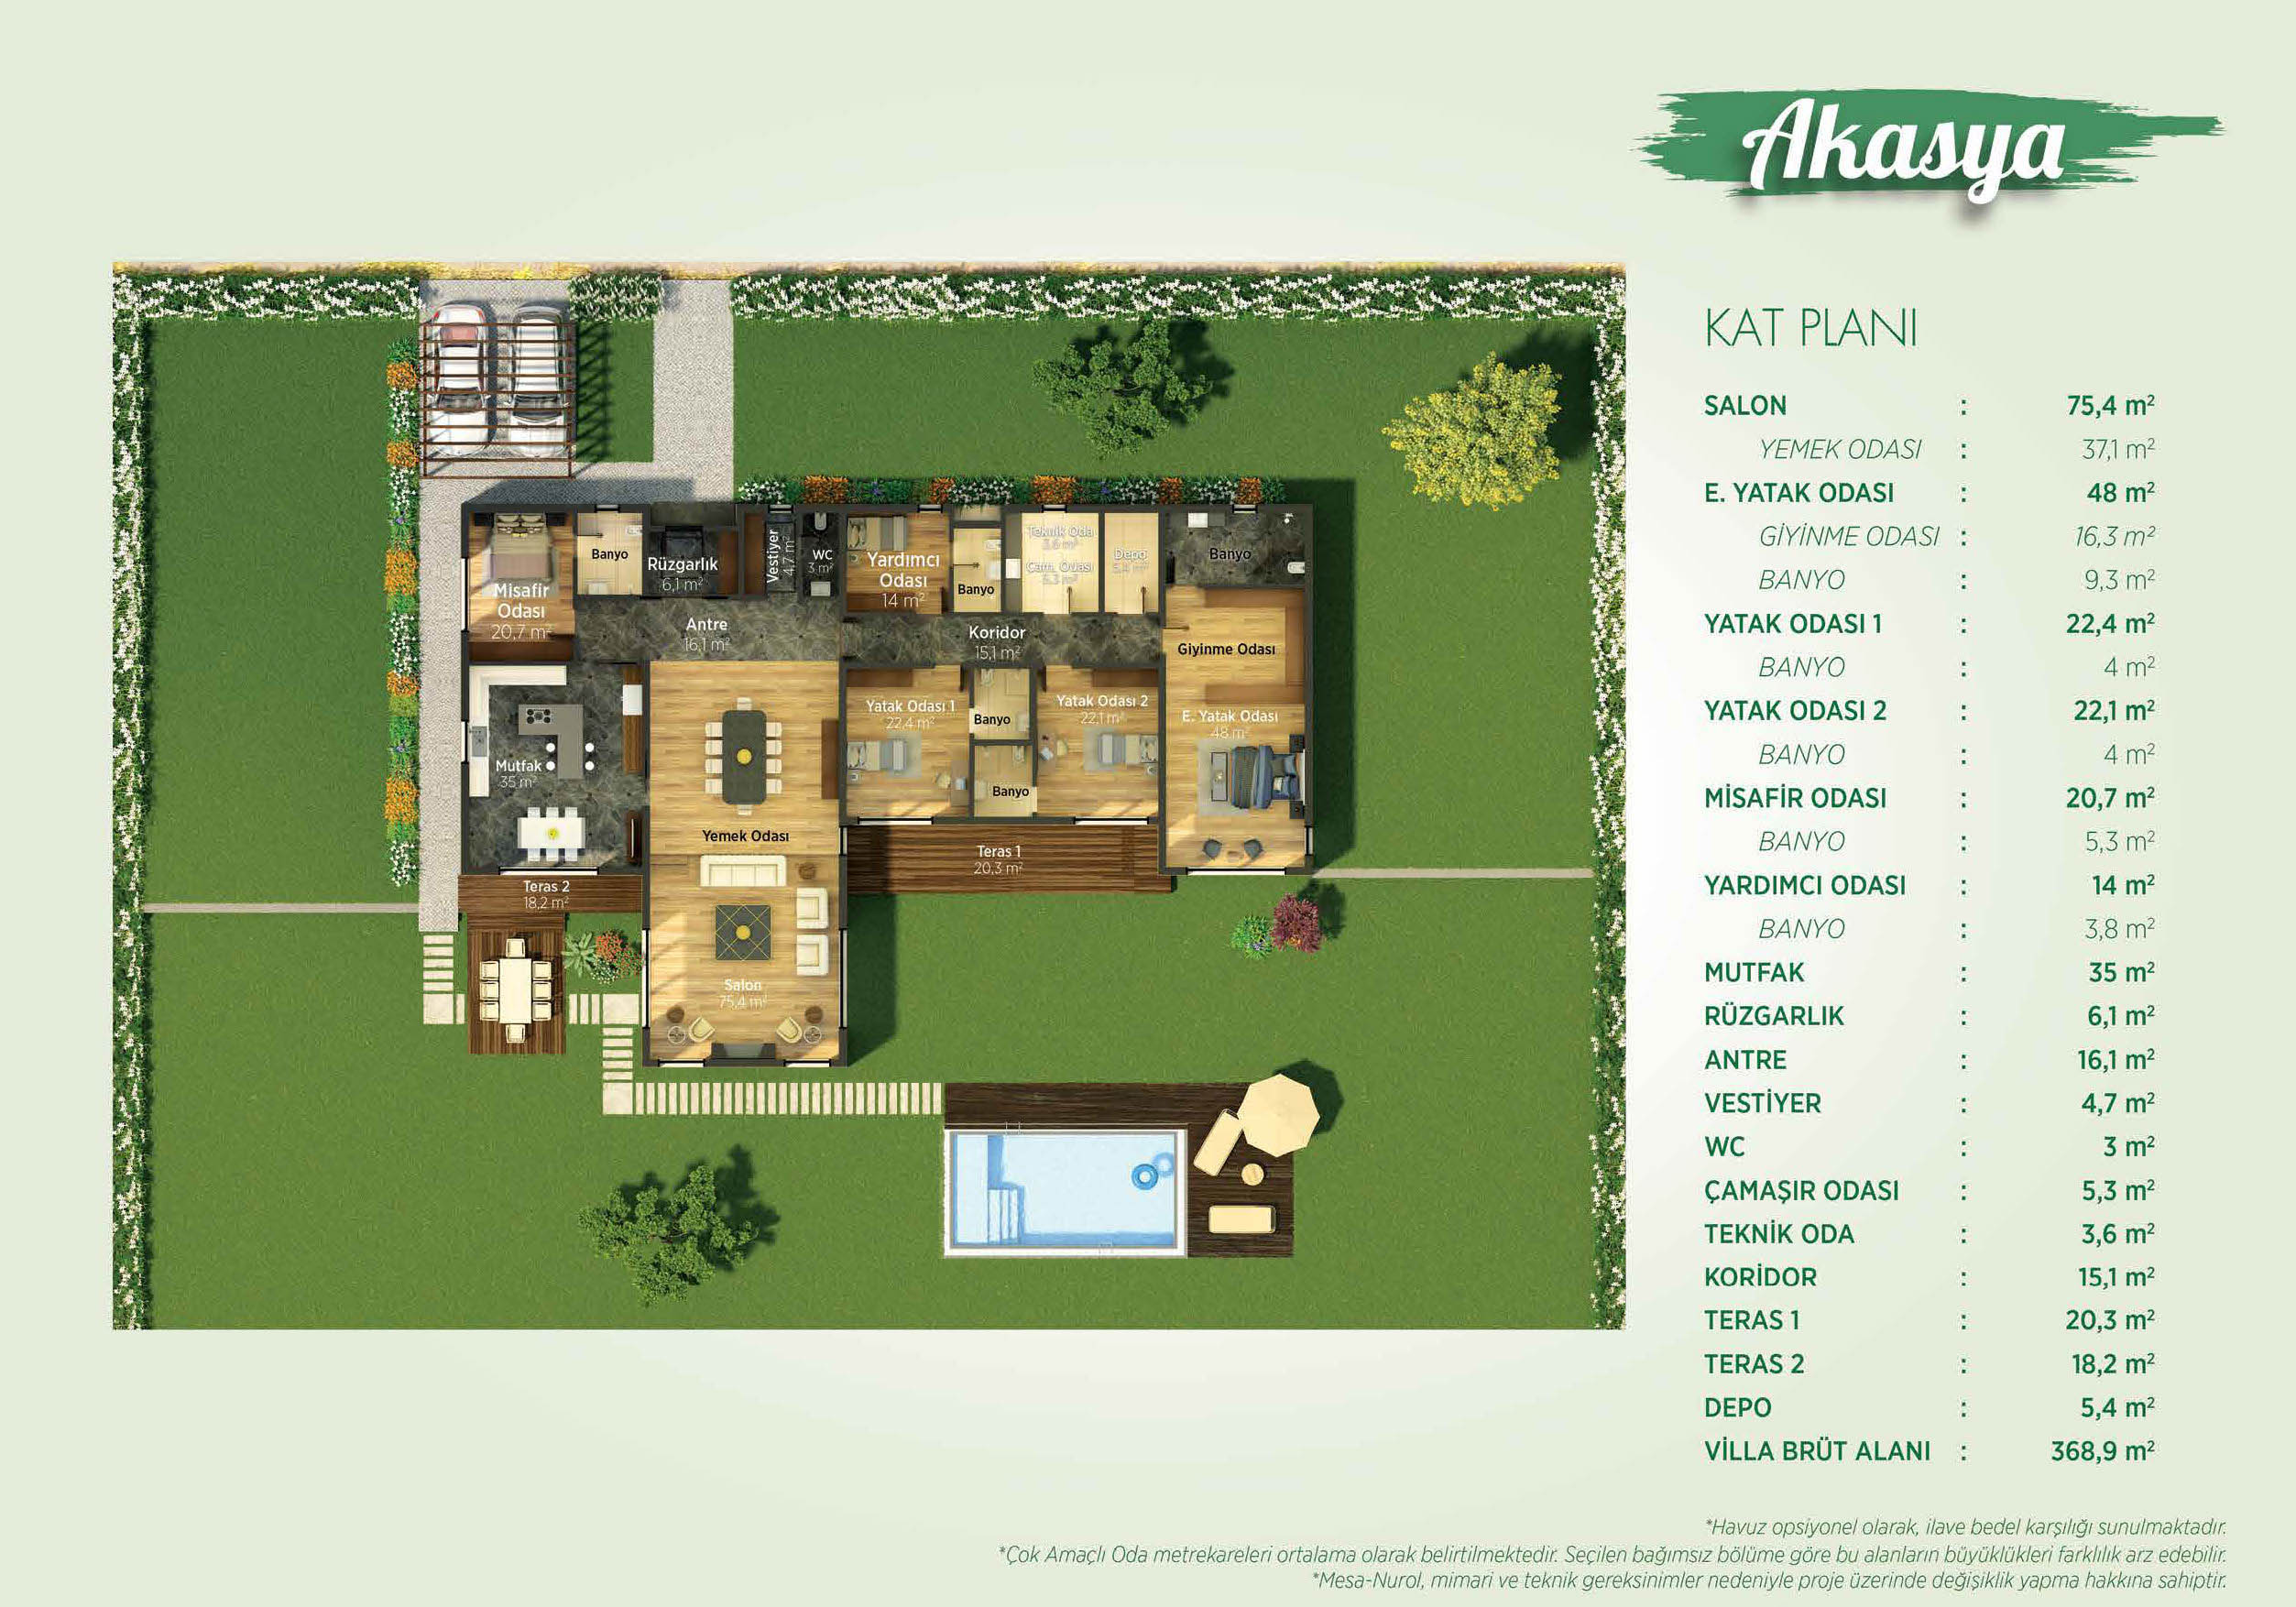 Akasya
KAT PLANI
SALON : 75,4 m²
YEMEK ODASI : 37,1 m²
E. YATAK ODASI : 48 m²
GİYİNME ODASI : 16,3 m²
BANYO : 9,3 m²
YATAK ODASI 1 : 22,4 m²
BANYO : 4 m²
YATAK ODASI 2 : 22,1 m²
BANYO : 4 m²
MİSAFİR ODASI : 20,7 m²
BANYO : 5,3 m²
YARDIMCI ODASI : 14 m²
BANYO : 3,8 m²
MUTFAK : 35 m²
RÜZGARLIK : 6,1 m²
ANTRE : 16,1 m²
VESTİYER : 4,7 m²
WC : 3 m²
ÇAMAŞIR ODASI : 5,3 m²
TEKNİK ODA : 3,6 m²
KORİDOR : 15,1 m²
TERAS 1 : 20,3 m²
TERAS 2 : 18,2 m²
DEPO : 5,4 m²
VİLLA BRÜT ALANI : 368,9 m²
Misafir
Odası
20,7 m²
Banyo
Rüzgarlık
6,1 m²
Vestiyer
4,7 m²
WC
3 m²
Yardımcı
Odası
14 m²
Banyo
Teknik Oda
3,6 m²
Çam. Odası
5,3 m²
Depo
5,4 m²
Banyo
Antre
16,1 m²
Koridor
15,1 m²
Giyinme Odası
Mutfak
35 m²
Yemek Odası
Yatak Odası 1
22,4 m²
Banyo
Banyo
Yatak Odası 2
22,1 m²
E. Yatak Odası
48 m²
Teras 1
20,3 m²
Teras 2
18,2 m²
Salon
75,4 m²
*Havuz opsiyonel olarak, ilave bedel karşılığı sunulmaktadır.
*Çok Amaçlı Oda metrekareleri ortalama olarak belirtilmektedir. Seçilen bağımsız bölüme göre bu alanların büyüklükleri farklılık arz edebilir.
*Mesa-Nurol, mimari ve teknik gereksinimler nedeniyle proje üzerinde değişiklik yapma hakkına sahiptir.